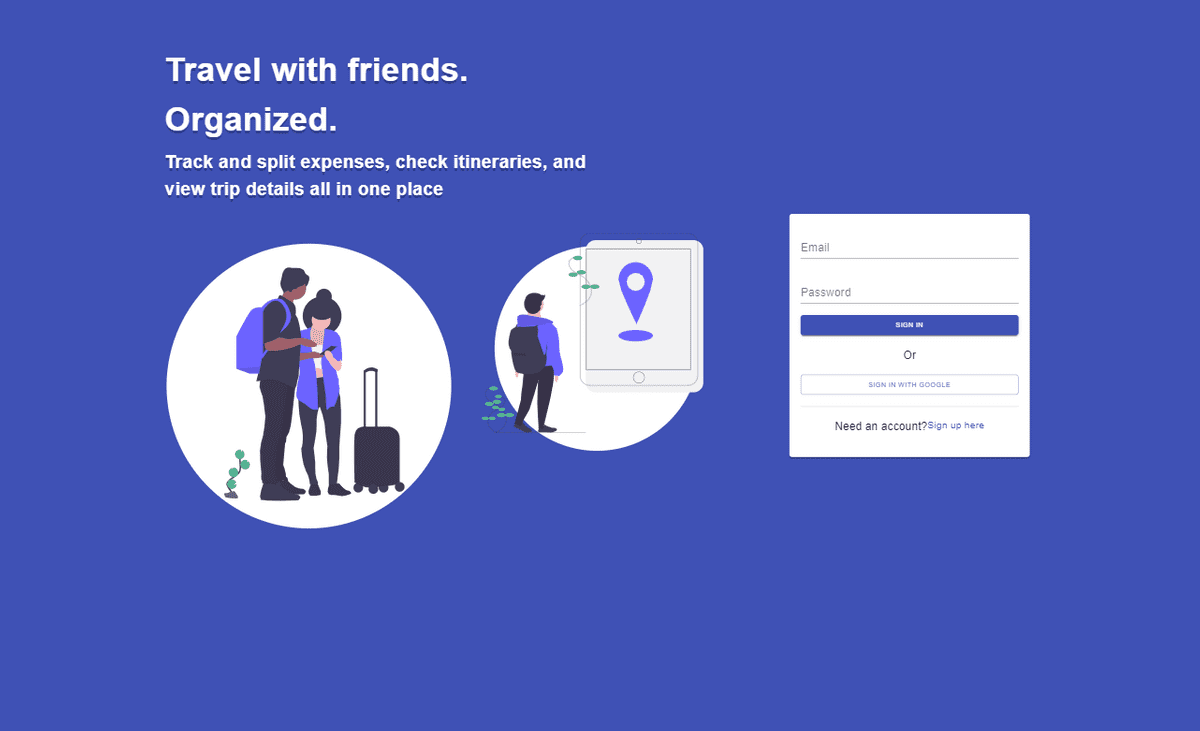 Travel with friends.
Organized.
Track and split expenses, check itineraries, and
view trip details all in one place
Email
Password
SIGN IN
Or
SIGN IN WITH GOOGLE
Need an account?Sign up here